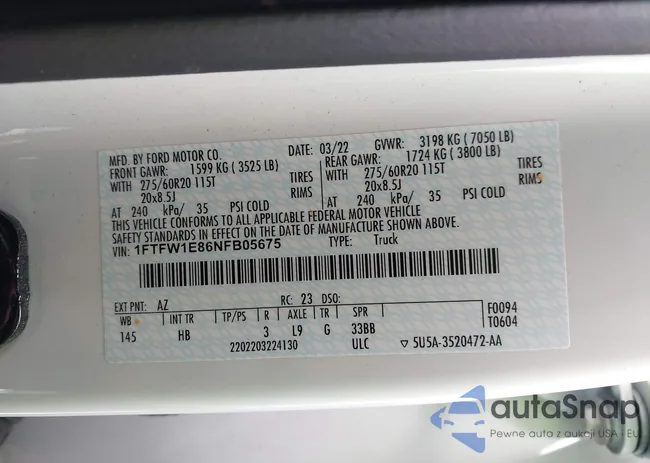 MFD. BY FORD MOTOR CO. DATE: 03/22 GVWR: 3198 KG ( 7050 LB)
FRONT GAWR: 1599 KG ( 3525 LB) REAR GAWR: 1724 KG ( 3800 LB)
WITH 275/60R20 115T TIRES WITH 275/60R20 115T TIRES
20x8.5J RIMS 20x8.5J RIMS
AT 240 kPa/ 35 PSI COLD AT 240 kPa/ 35 PSI COLD
THIS VEHICLE CONFORMS TO ALL APPLICABLE FEDERAL MOTOR VEHICLE
SAFETY STANDARDS IN EFFECT ON THE DATE OF MANUFACTURE SHOWN ABOVE.
VIN: 1FTFW1E86NFB05675 TYPE: Truck
EXT PNT: AZ RC: 23 DSO: F0094
WB INT TR TP/PS R AXLE TR SPR T0604
145 HB 3 L9 G 33BB
2202203224130 ULC ▽ 5U5A-3520472-AA
autoSnap
Pewne auta z aukcji USA i EU